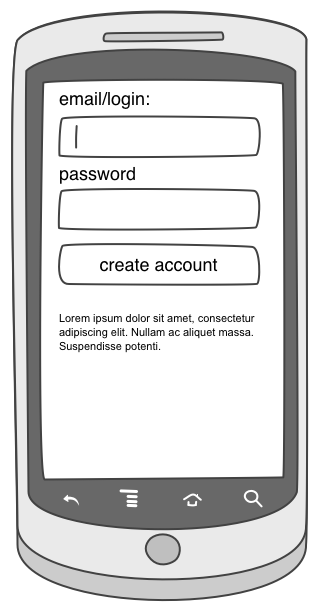 email/login:
password
create account
Lorem ipsum dolor sit amet, consectetur
adipiscing elit. Nullam ac aliquet massa.
Suspendisse potenti.